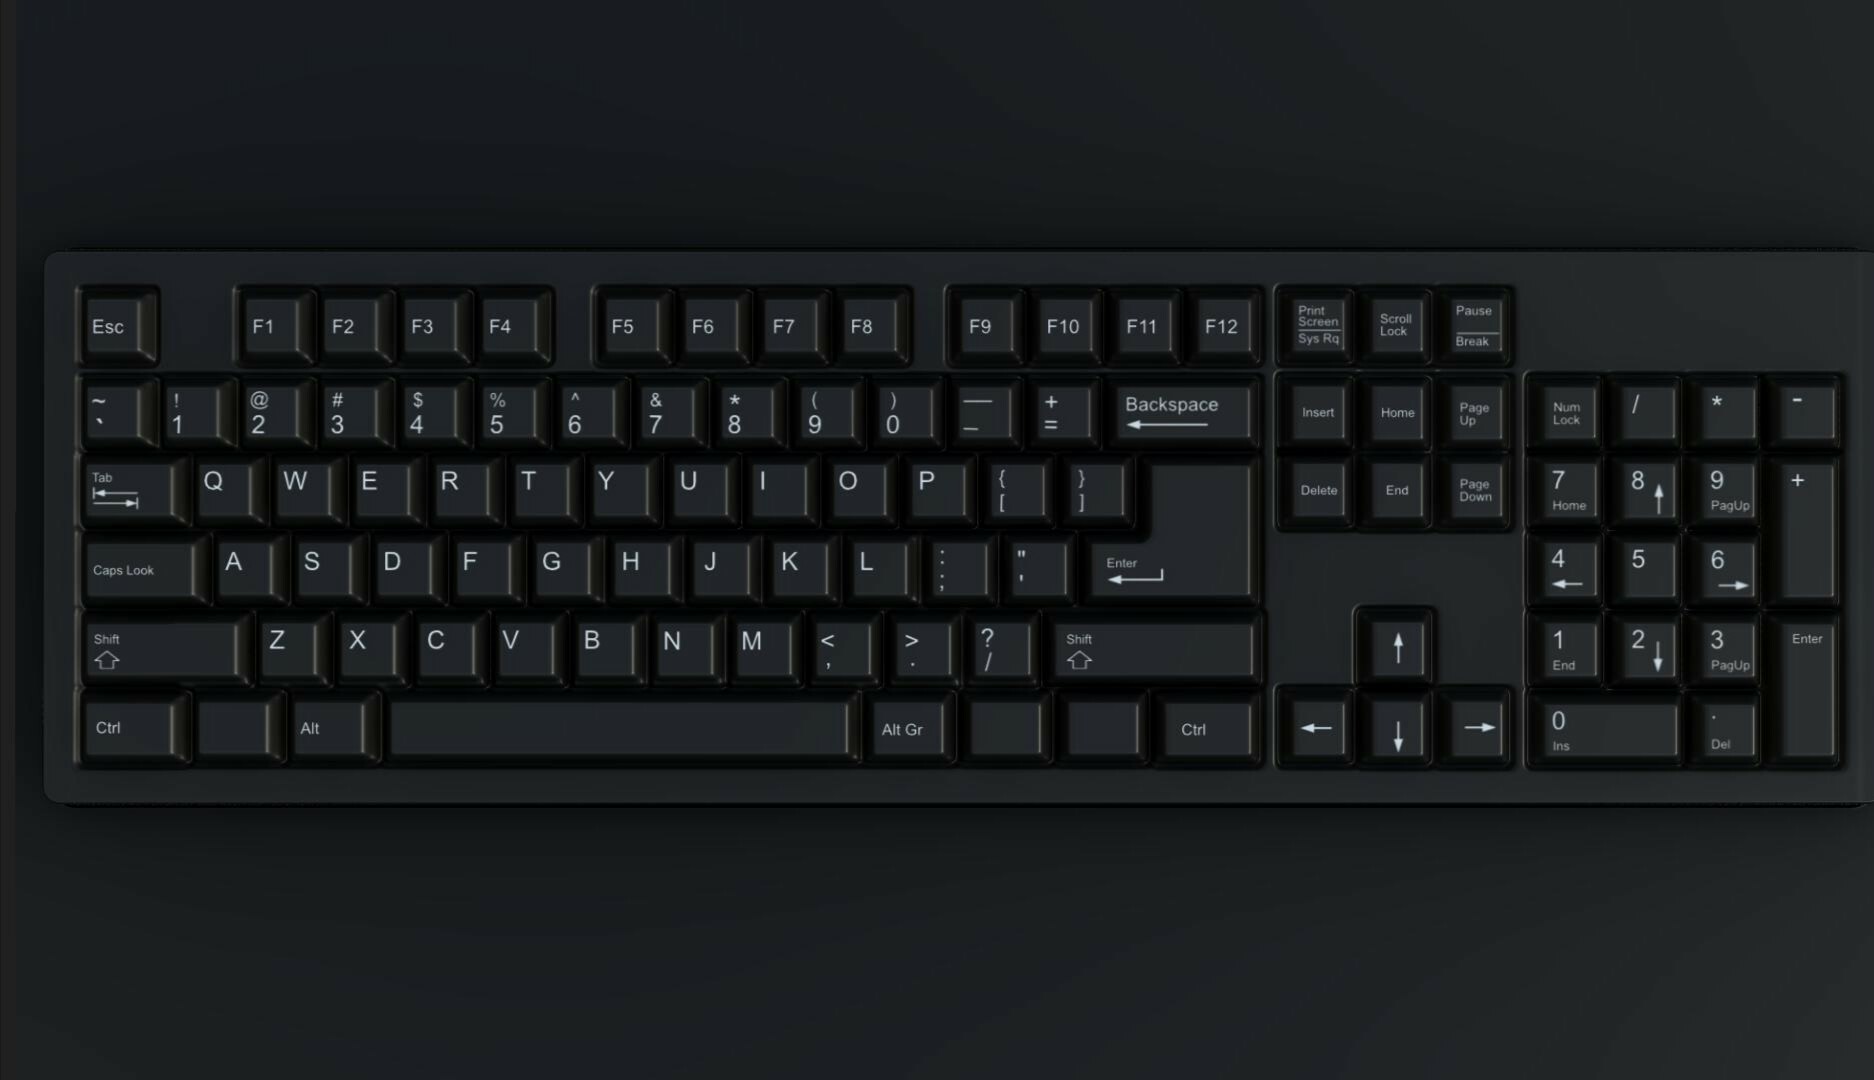 Esc F1 F2 F3 F4 F5 F6 F7 F8 F9 F10 F11 F12 Print Screen Sys Rq Scroll Lock Pause Break
~ ` ! 1 @ 2 # 3 $ 4 % 5 ^ 6 & 7 * 8 ( 9 ) 0 — _ + = Backspace Insert Home Page Up Num Lock / * -
Tab Q W E R T Y U I O P { [ } ] Delete End Page Down 7 Home 8 9 PagUp +
Caps Look A S D F G H J K L : ; " ' Enter 4 5 6
Shift Z X C V B N M < , > . ? / Shift 1 End 2 3 PagUp Enter
Ctrl Alt Alt Gr Ctrl 0 Ins . Del